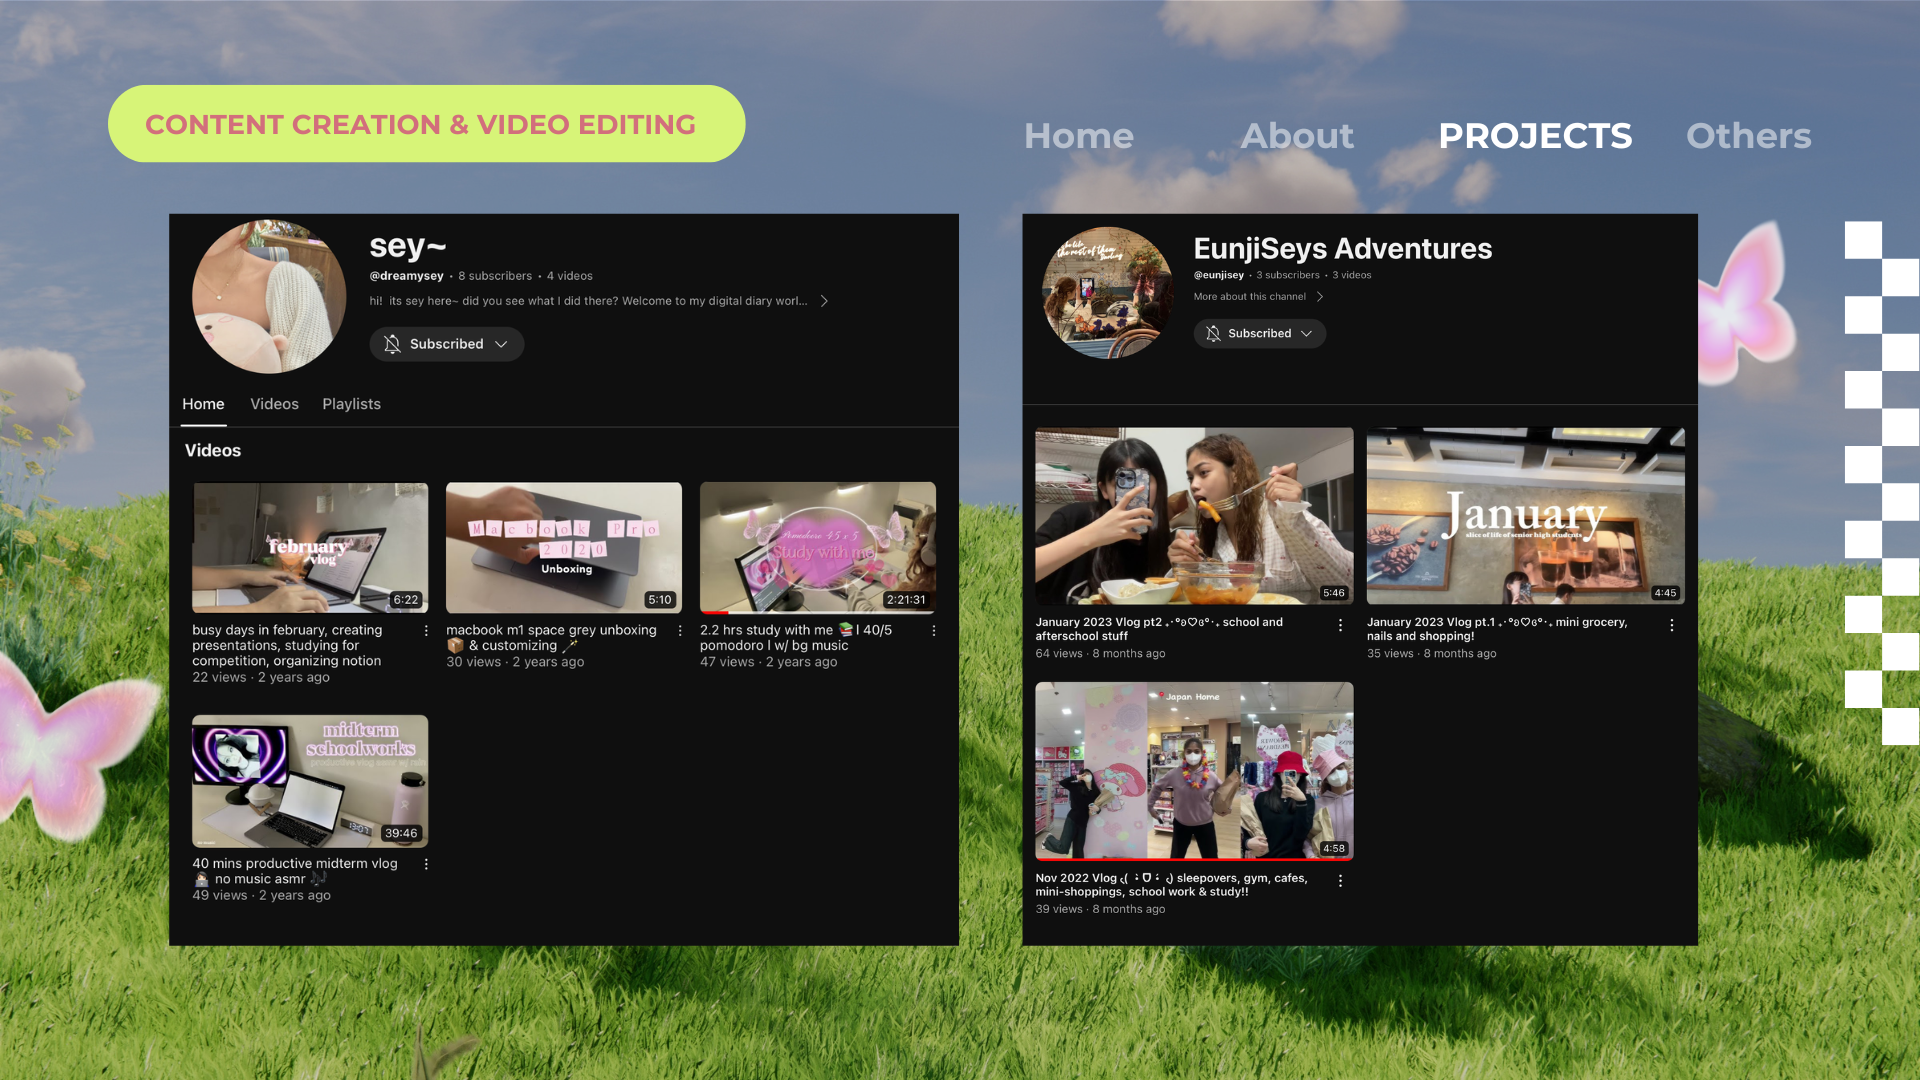 CONTENT CREATION & VIDEO EDITING
Home About PROJECTS Others
sey~
@dreamysey · 8 subscribers · 4 videos
hi! its sey here~ did you see what I did there? Welcome to my digital diary worl...
Subscribed
Home Videos Playlists
Videos
february
vlog
6:22
busy days in february, creating
presentations, studying for
competition, organizing notion
22 views · 2 years ago
Macbook Pro
2020
Unboxing
5:10
macbook m1 space grey unboxing
📦 & customizing 🪄
30 views · 2 years ago
Pomodoro 45 x 5
Study with me
2:21:31
2.2 hrs study with me 📚 l 40/5
pomodoro l w/ bg music
47 views · 2 years ago
midterm
schoolworks
productive vlog asmr w/ rain
13:07
39:46
40 mins productive midterm vlog
👩🏻‍💻 no music asmr 🎶
49 views · 2 years ago
the rest of them
EunjiSeys Adventures
@eunjisey · 3 subscribers · 3 videos
More about this channel
Subscribed
5:46
January 2023 Vlog pt2 ₊·°ʚ♡ɞ°·₊ school and
afterschool stuff
64 views · 8 months ago
January
slice of life of senior high students
4:45
January 2023 Vlog pt.1 ₊·°ʚ♡ɞ°·₊ mini grocery,
nails and shopping!
35 views · 8 months ago
Japan Home
4:58
Nov 2022 Vlog sleepovers, gym, cafes,
mini-shoppings, school work & study!!
39 views · 8 months ago